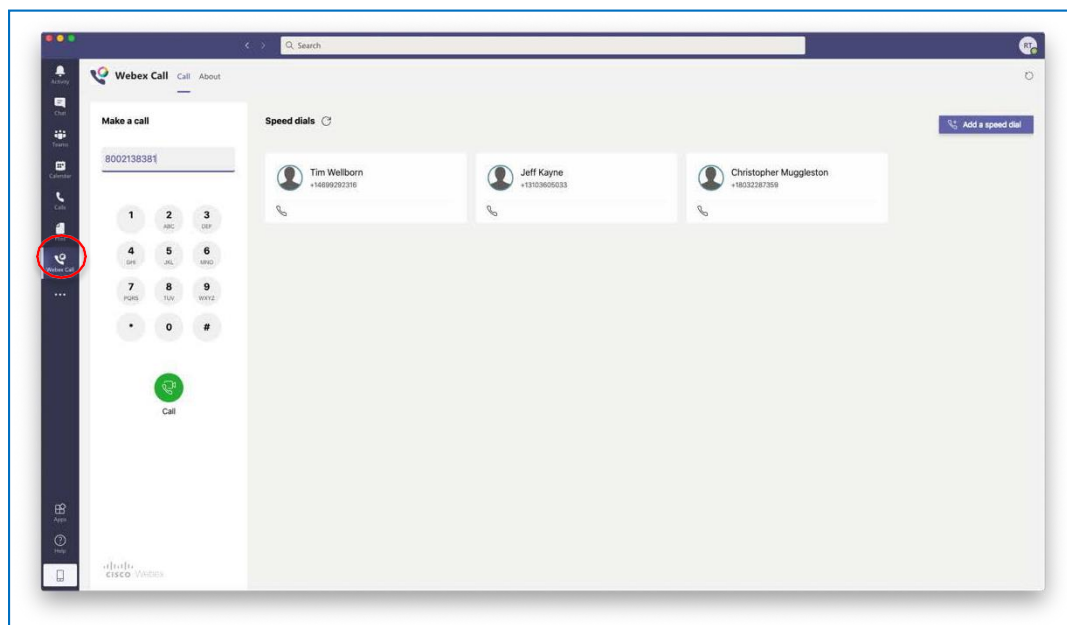 Search
RT
Activity
Webex Call Call About
Chat
Teams
Calendar
Calls
Webex Call
Make a call
8002138381
1
2
ABC
3
DEF
4
GHI
5
JKL
6
MNO
7
PQRS
8
TUV
9
WXYZ
*
0
#
Call
Speed dials
Add a speed dial
Tim Wellborn
+14699292316
Jeff Kayne
+13103605033
Christopher Muggleston
+18032287359
Apps
Help
CISCO Webex